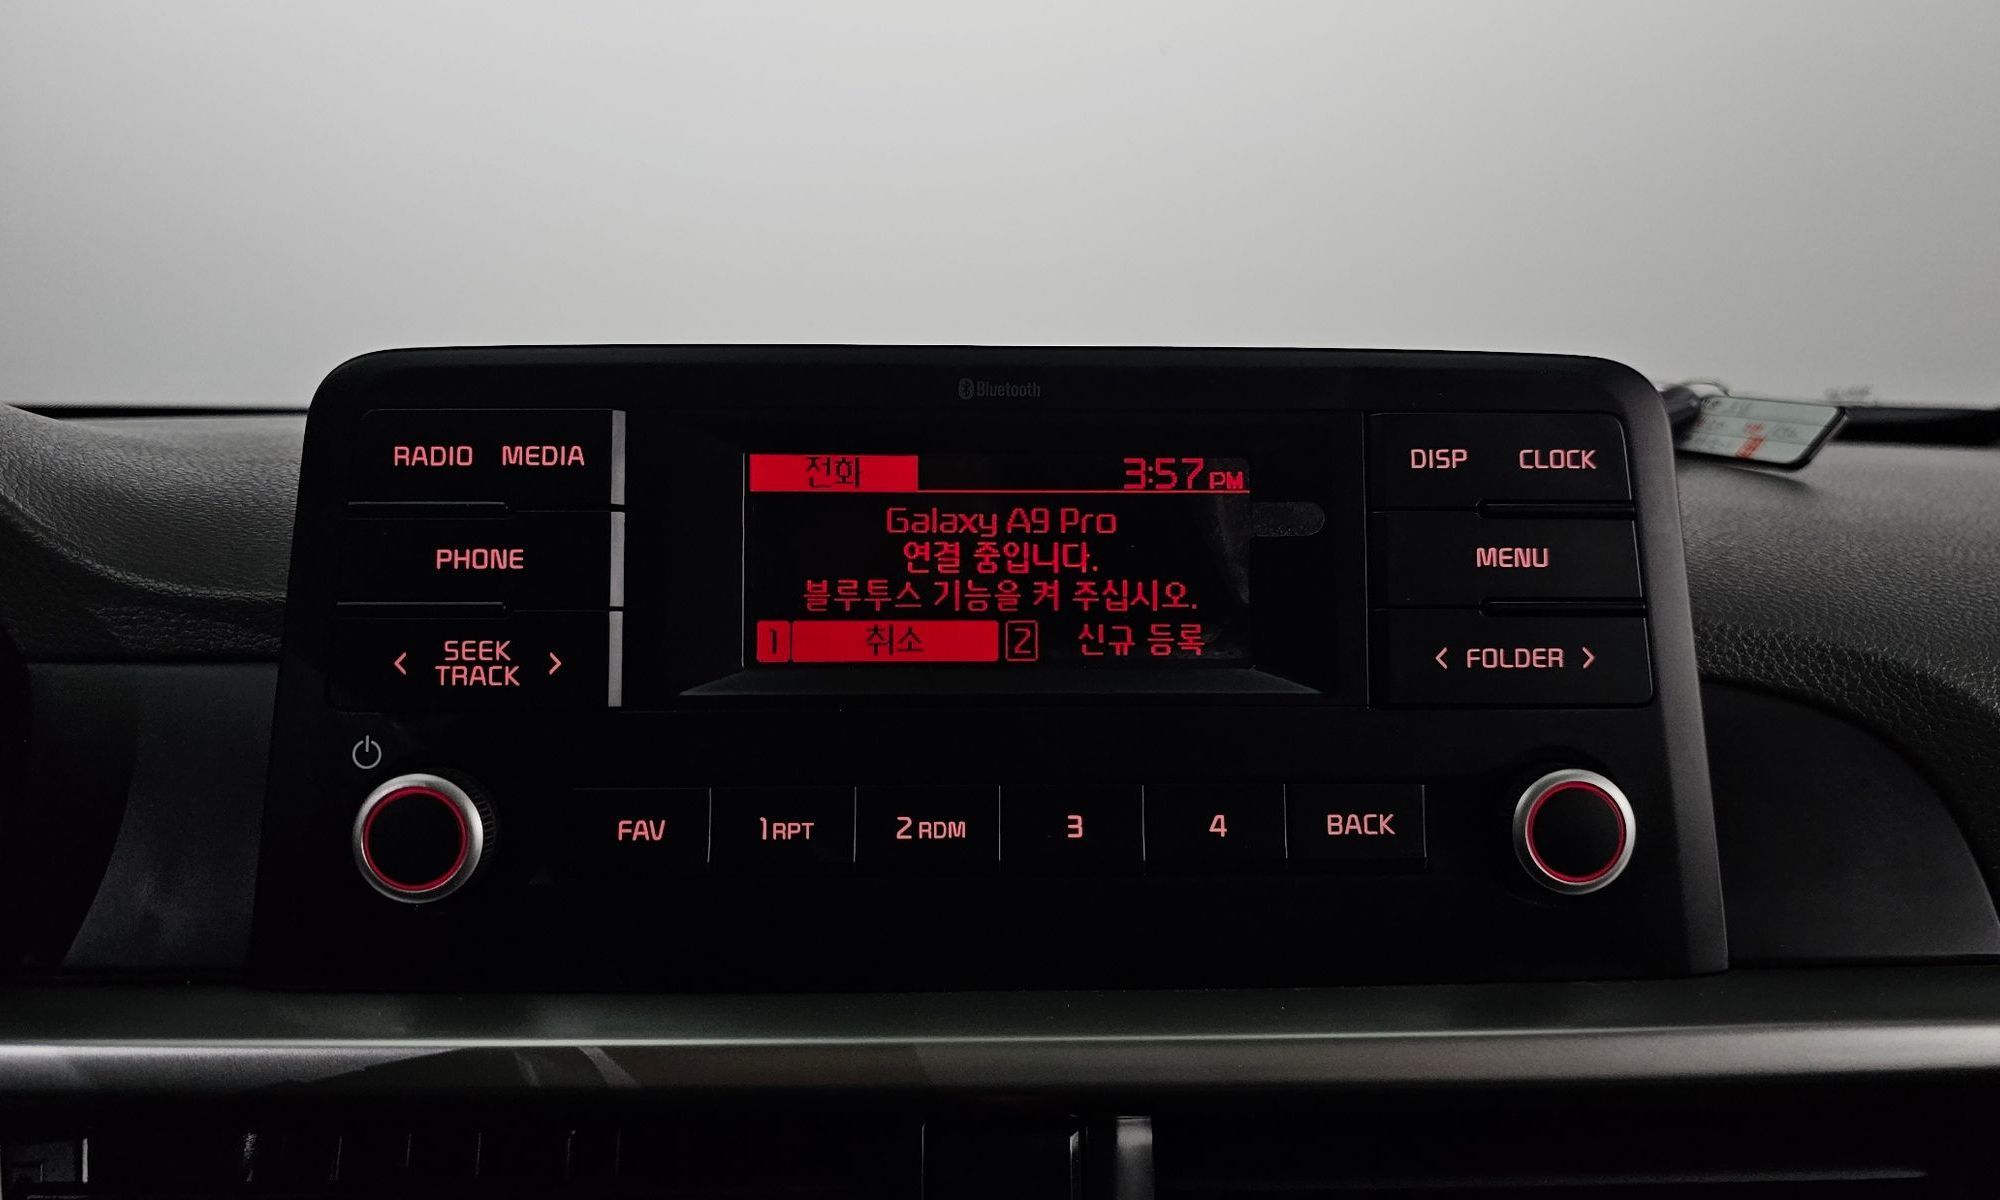 Bluetooth
RADIO MEDIA
PHONE
< SEEK TRACK >
전화 3:57 PM
Galaxy A9 Pro
연결 중입니다.
블루투스 기능을 켜 주십시오.
1 취소 2 신규 등록
DISP CLOCK
MENU
< FOLDER >
FAV 1 RPT 2 RDM 3 4 BACK